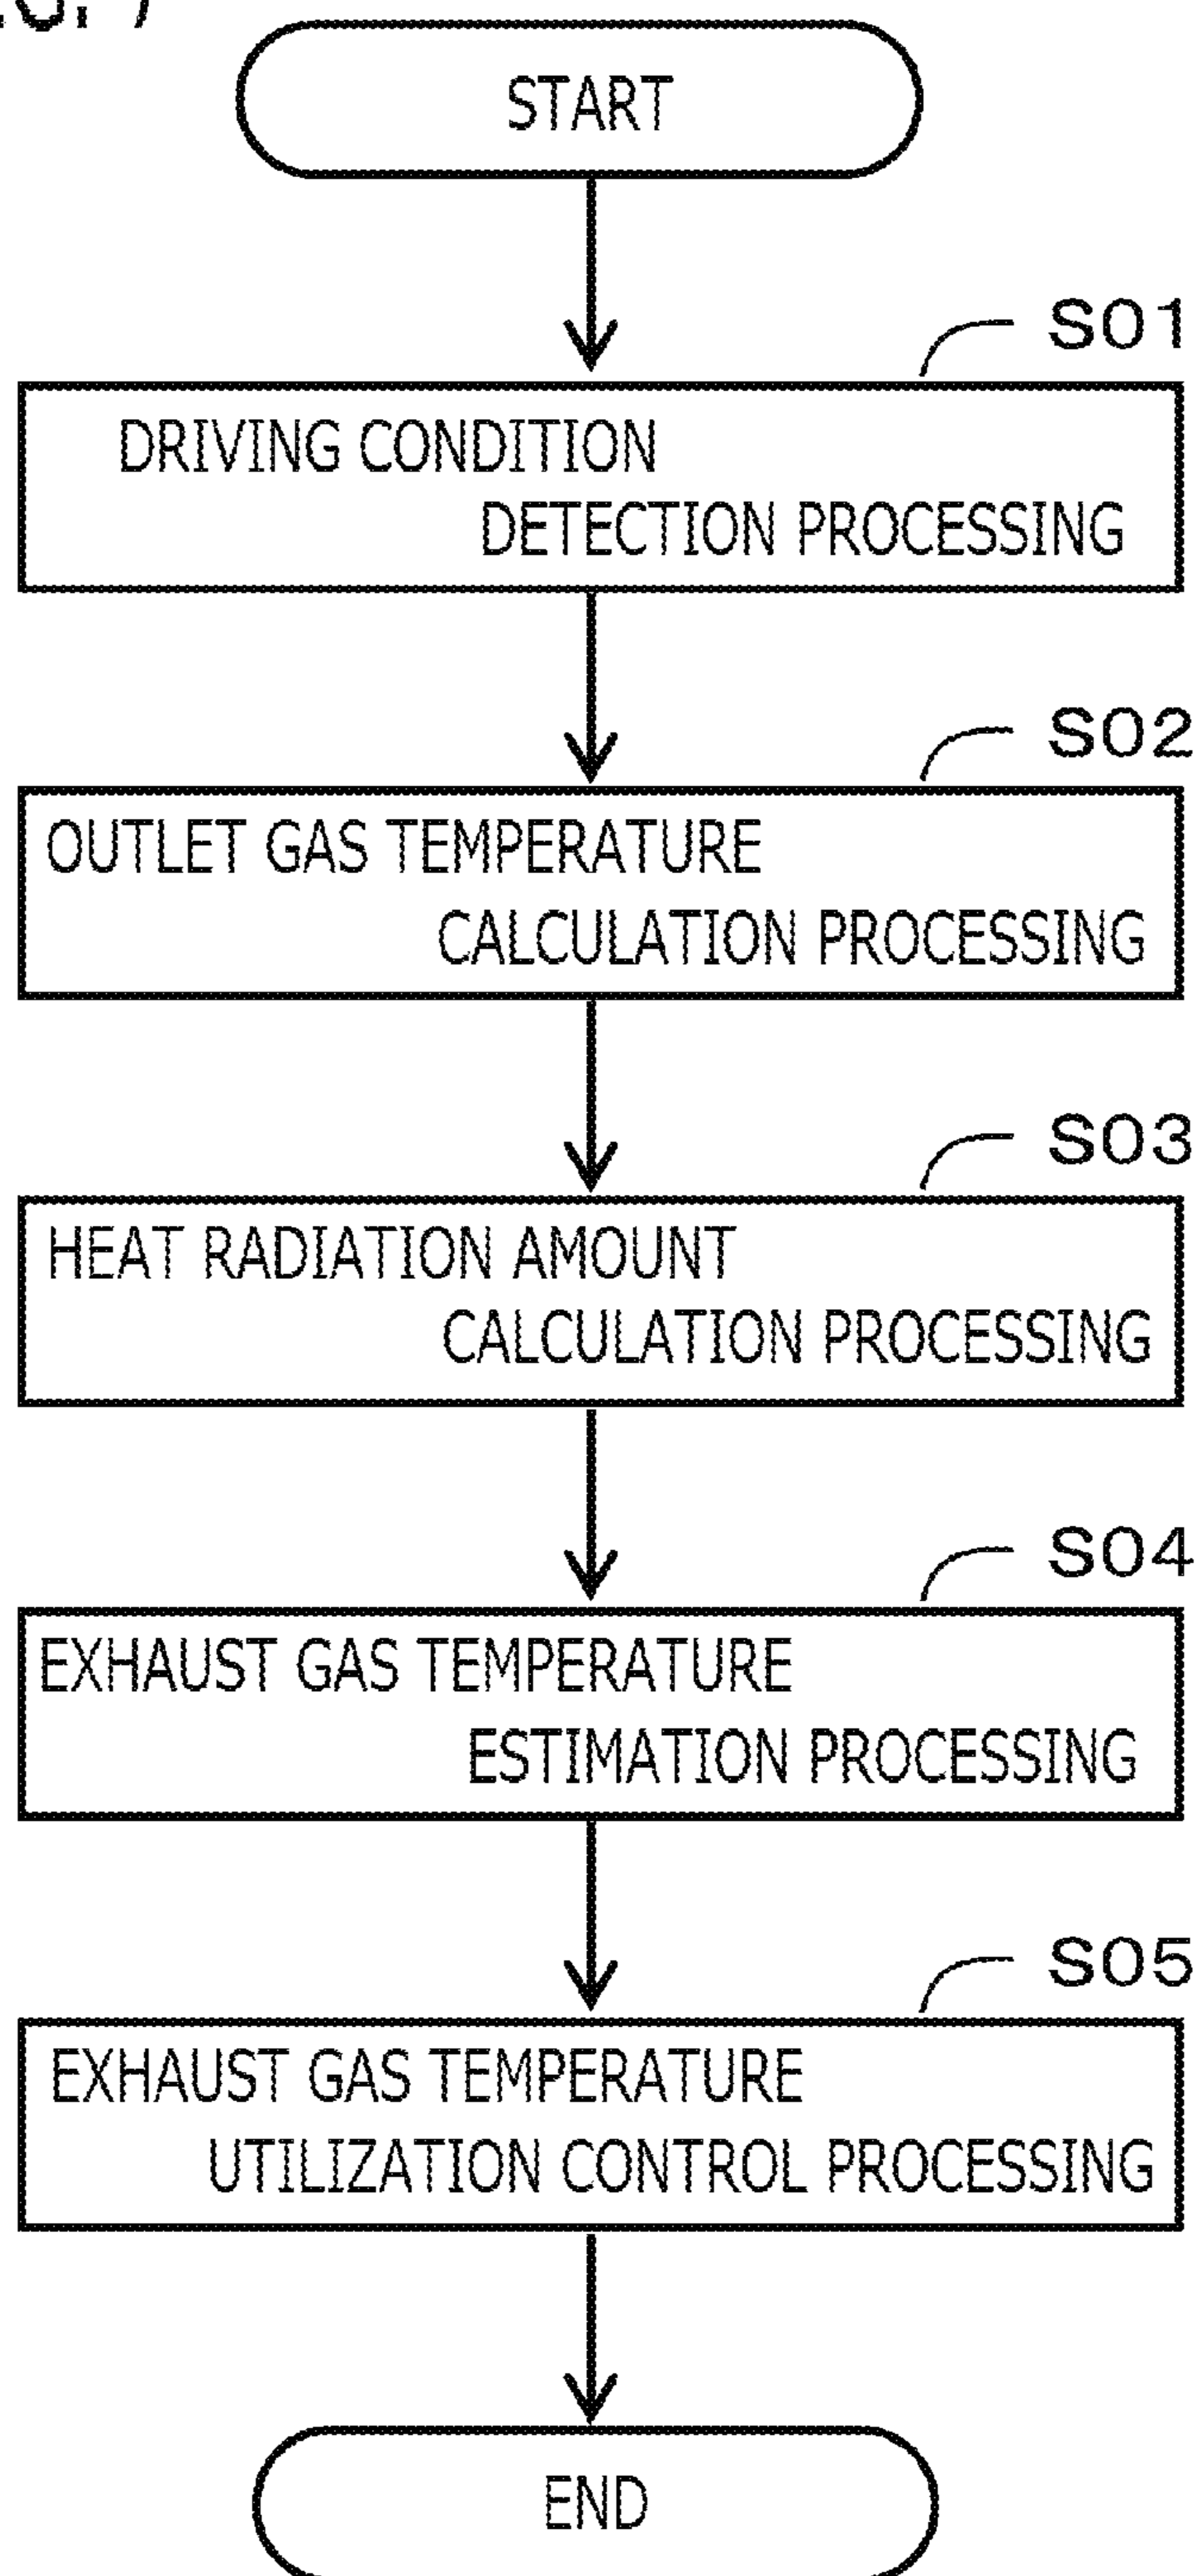 START
S01
DRIVING CONDITION
DETECTION PROCESSING
S02
OUTLET GAS TEMPERATURE
CALCULATION PROCESSING
S03
HEAT RADIATION AMOUNT
CALCULATION PROCESSING
S04
EXHAUST GAS TEMPERATURE
ESTIMATION PROCESSING
S05
EXHAUST GAS TEMPERATURE
UTILIZATION CONTROL PROCESSING
END